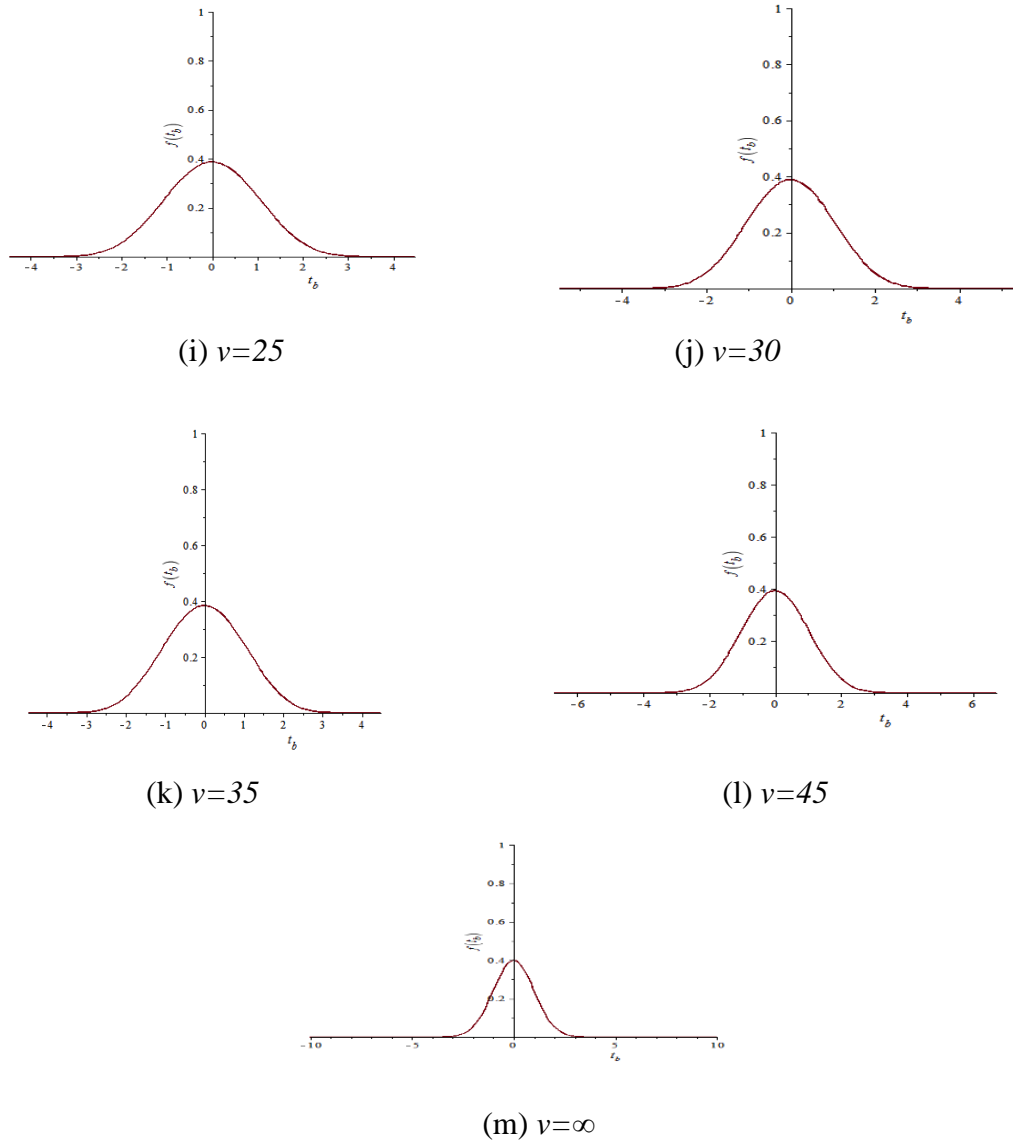 1
0.8
0.6
f(t_b)
0.4
0.2
-4 -3 -2 -1 0 1 2 3 4
t_b
(i) v=25
1
0.8
0.6
f(t_b)
0.4
0.2
-4 -2 0 2 4
t_b
(j) v=30
1
0.8
0.6
f(t_b)
0.4
0.2
-4 -3 -2 -1 0 1 2 3 4
t_b
(k) v=35
1
0.8
0.6
f(t_b)
0.4
0.2
-6 -4 -2 0 2 4 6
t_b
(l) v=45
1
0.8
0.6
f(t_b)
0.4
0.2
-10 -5 0 5 10
t_b
(m) v=∞